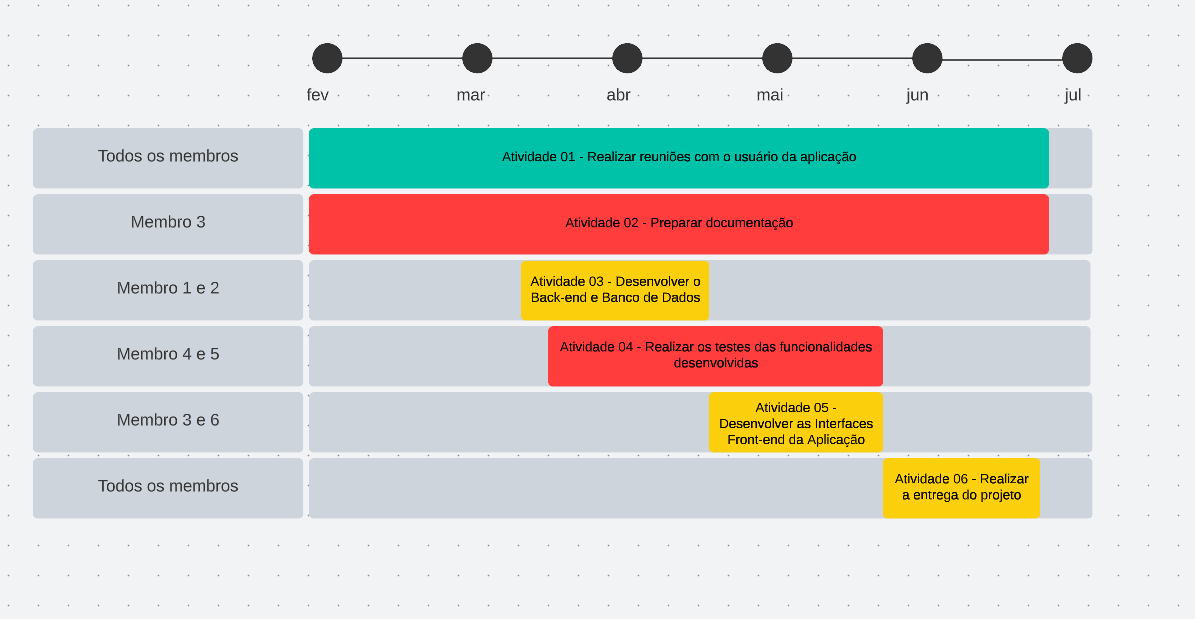 fev
mar
abr
mai
jun
jul
Todos os membros
Atividade 01 - Realizar reuniões com o usuário da aplicação
Membro 3
Atividade 02 - Preparar documentação
Membro 1 e 2
Atividade 03 - Desenvolver o
Back-end e Banco de Dados
Membro 4 e 5
Atividade 04 - Realizar os testes das funcionalidades
desenvolvidas
Membro 3 e 6
Atividade 05 -
Desenvolver as Interfaces
Front-end da Aplicação
Todos os membros
Atividade 06 - Realizar
a entrega do projeto